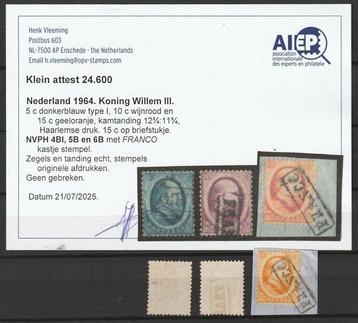 Henk Vleeming
Postbus 603
NL-7500 AP Enschede - the Netherlands
Email h.vleeming@opv-stamps.com
AIEP
association
internationale
des experts en philatelie
Klein attest 24.600
Nederland 1964. Koning Willem III.
5 c donkerblauw type I, 10 c wijnrood en
15 c geeloranje, kamtanding 12¾:11¾,
Haarlemse druk. 15 c op briefstukje.
NVPH 4BI, 5B en 6B met FRANCO
kastje stempel.
Zegels en tanding echt, stempels
originele afdrukken.
Geen gebreken.
Datum 21/07/2025.
FRANCO
FRANCO